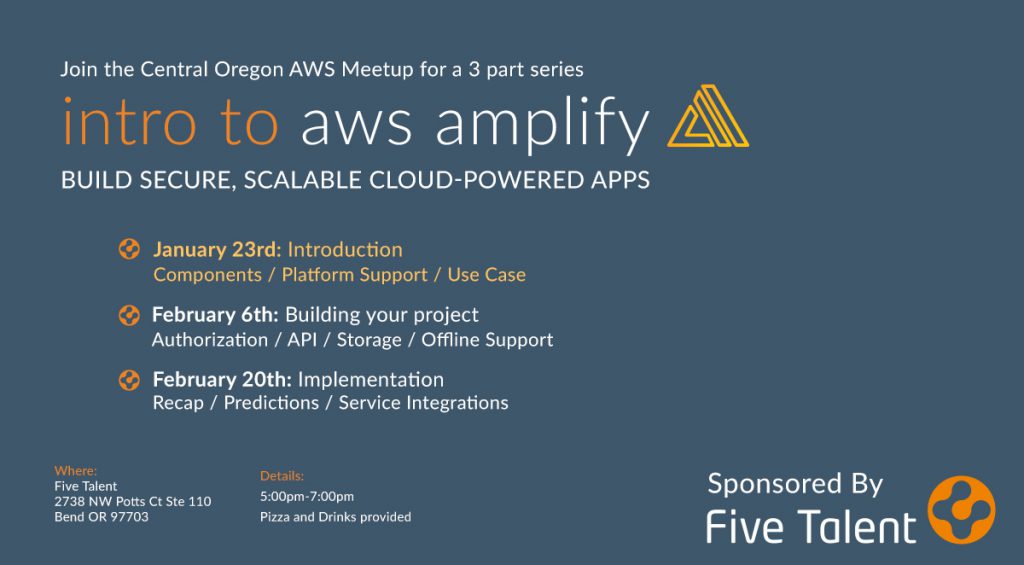 Join the Central Oregon AWS Meetup for a 3 part series
intro to aws amplify
BUILD SECURE, SCALABLE CLOUD-POWERED APPS
January 23rd: Introduction
Components / Platform Support / Use Case
February 6th: Building your project
Authorization / API / Storage / Offline Support
February 20th: Implementation
Recap / Predictions / Service Integrations
Where:
Five Talent
2738 NW Potts Ct Ste 110
Bend OR 97703
Details:
5:00pm-7:00pm
Pizza and Drinks provided
Sponsored By
Five Talent